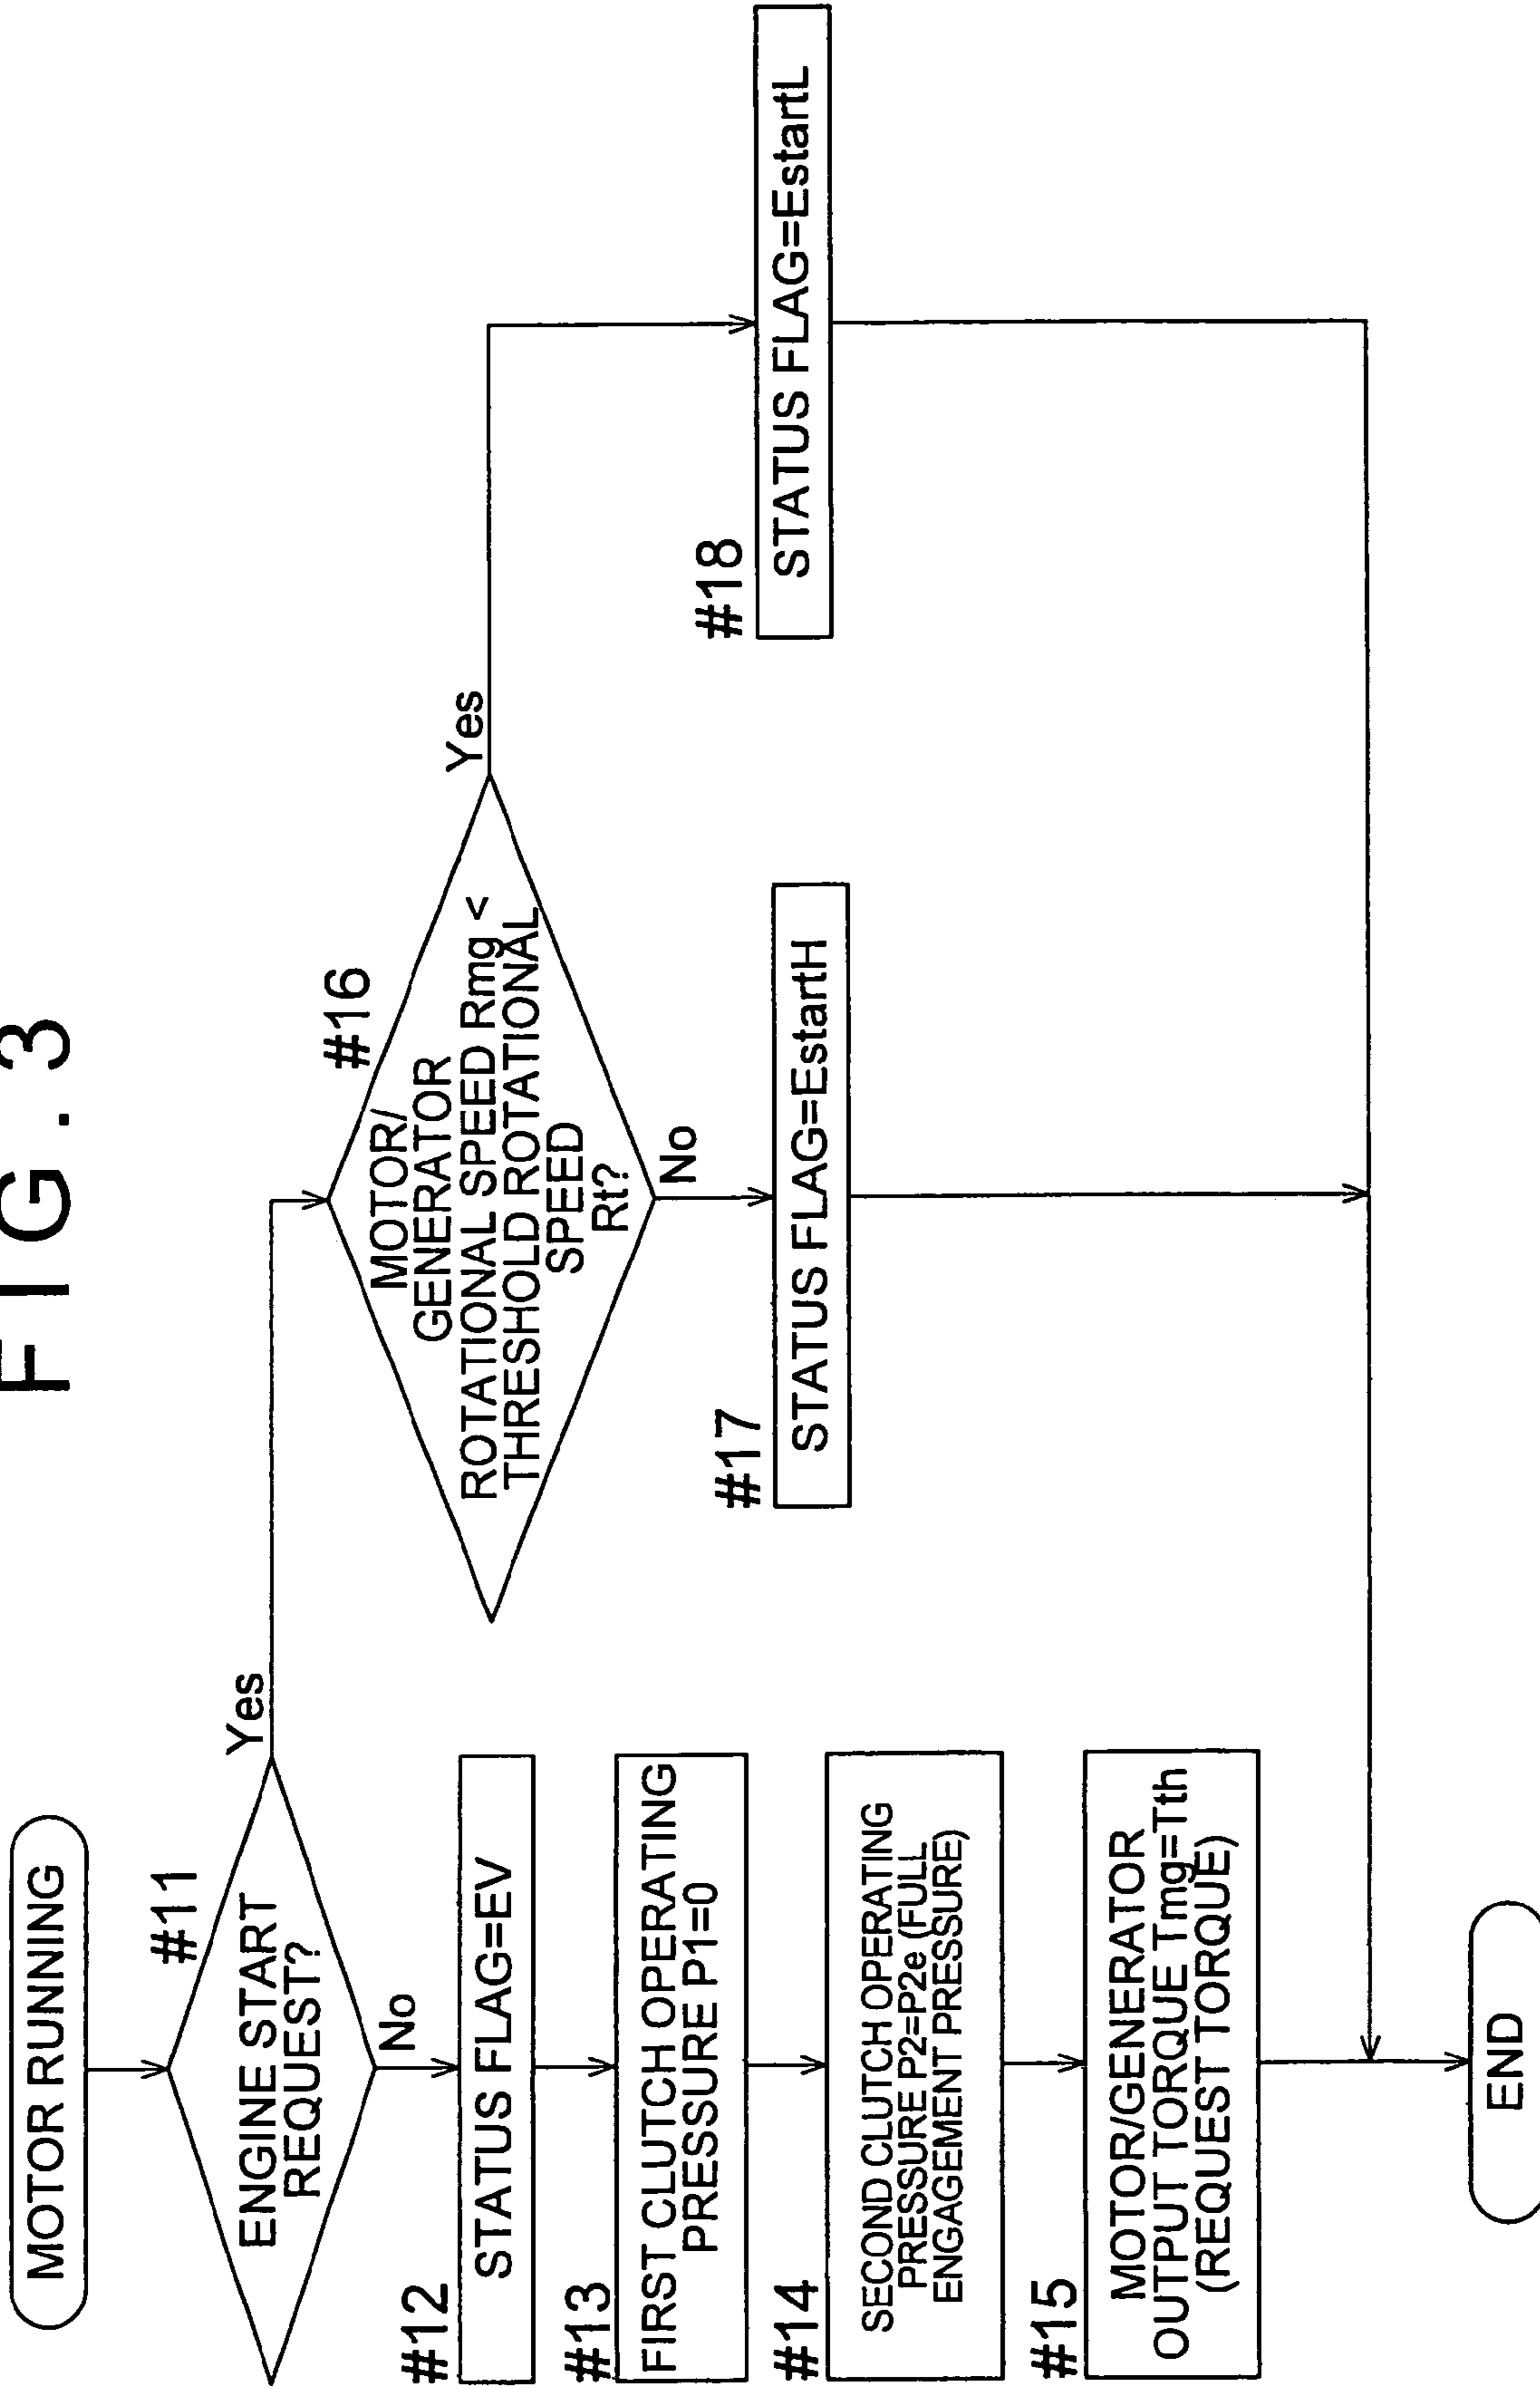 FIG.3
MOTOR RUNNING
#11
ENGINE START
REQUEST?
Yes
No
#12
STATUS FLAG=EV
#13
FIRST CLUTCH OPERATING
PRESSURE P1=0
#14
SECOND CLUTCH OPERATING
PRESSURE P2=P2e (FULL
ENGAGEMENT PRESSURE)
#15
MOTOR/GENERATOR
OUTPUT TORQUE Tmg=Tth
(REQUEST TORQUE)
#16
MOTOR/
GENERATOR
ROTATIONAL SPEED Rmg <
THRESHOLD ROTATIONAL
SPEED
Rt?
Yes
No
#17
STATUS FLAG=EstartH
#18
STATUS FLAG=EstartL
END